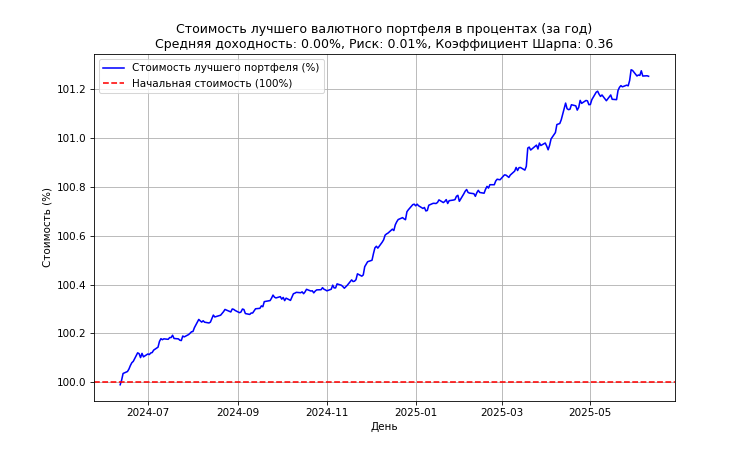 Стоимость лучшего валютного портфеля в процентах (за год)
Средняя доходность: 0.00%, Риск: 0.01%, Коэффициент Шарпа: 0.36
Стоимость лучшего портфеля (%)
Начальная стоимость (100%)
Стоимость (%)
101.2
101.0
100.8
100.6
100.4
100.2
100.0
2024-07
2024-09
2024-11
2025-01
2025-03
2025-05
День